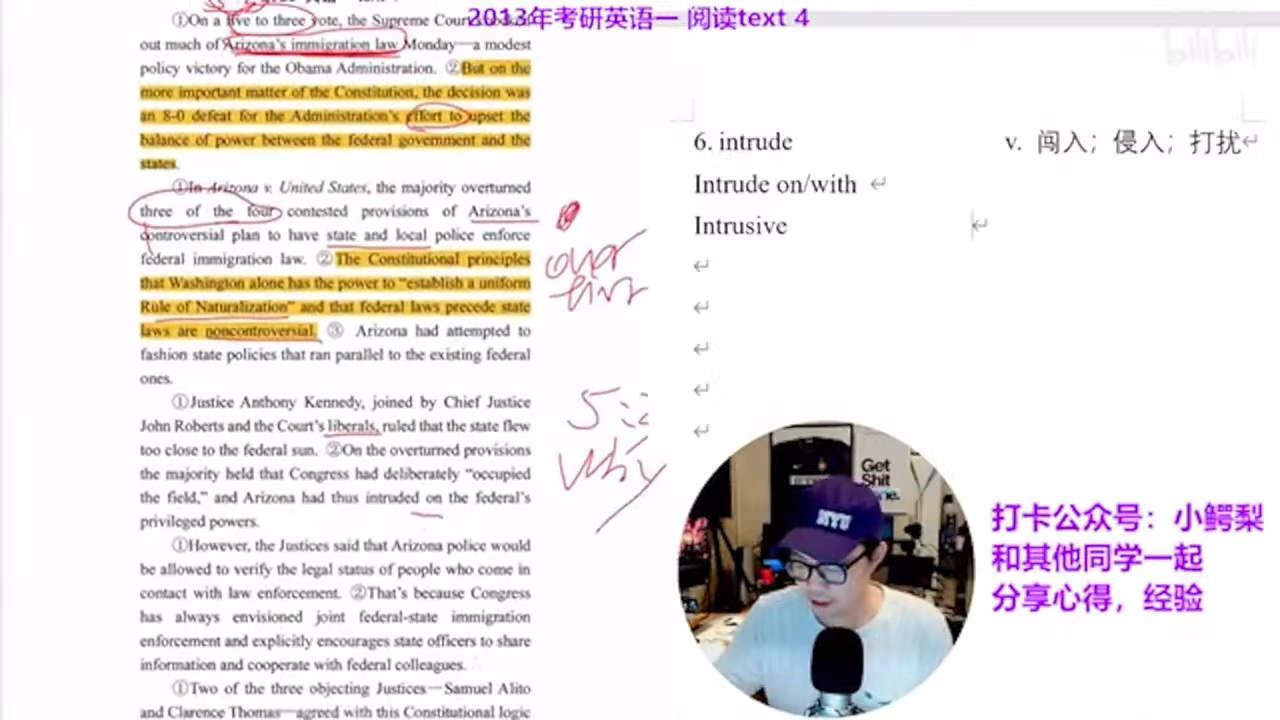 2013年考研英语一 阅读text 4
①On a five to three vote, the Supreme Court
out much of Arizona's immigration law Monday—a modest
policy victory for the Obama Administration. ②But on the
more important matter of the Constitution, the decision was
an 8-0 defeat for the Administration's effort to upset the
balance of power between the federal government and the
states.
①In Arizona v. United States, the majority overturned
three of the four contested provisions of Arizona's
controversial plan to have state and local police enforce
federal immigration law. ②The Constitutional principles
that Washington alone has the power to “establish a uniform
Rule of Naturalization” and that federal laws precede state
laws are noncontroversial. ③ Arizona had attempted to
fashion state policies that ran parallel to the existing federal
ones.
①Justice Anthony Kennedy, joined by Chief Justice
John Roberts and the Court's liberals, ruled that the state flew
too close to the federal sun. ②On the overturned provisions
the majority held that Congress had deliberately “occupied
the field,” and Arizona had thus intruded on the federal's
privileged powers.
①However, the Justices said that Arizona police would
be allowed to verify the legal status of people who come in
contact with law enforcement. ②That's because Congress
has always envisioned joint federal-state immigration
enforcement and explicitly encourages state officers to share
information and cooperate with federal colleagues.
①Two of the three objecting Justices—Samuel Alito
and Clarence Thomas—agreed with this Constitutional logic
over
why
bilibili
6. intrude v. 闯入；侵入；打扰
Intrude on/with
Intrusive
Get
Shit
NYU
打卡公众号：小鳄梨
和其他同学一起
分享心得，经验